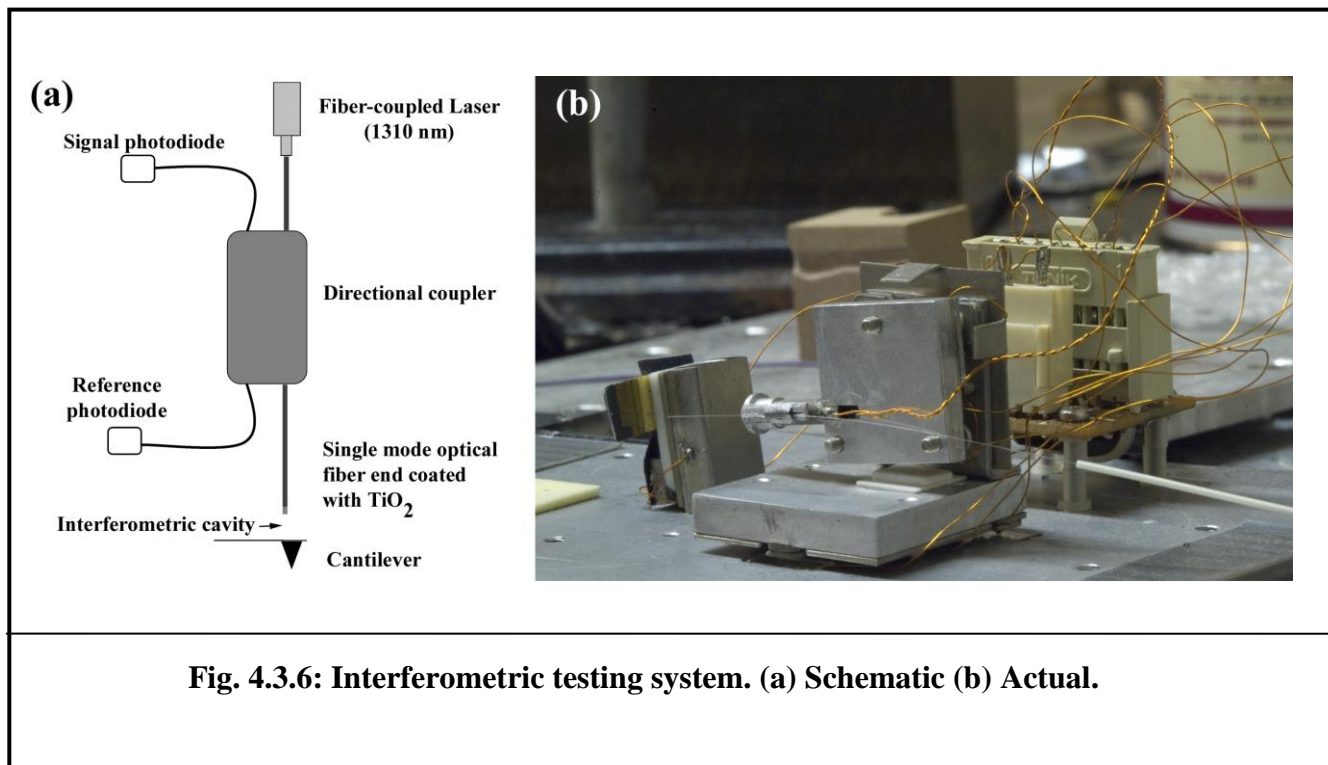 (a)
Fiber-coupled Laser
(1310 nm)
Signal photodiode
Directional coupler
Reference
photodiode
Single mode optical
fiber end coated
with TiO2
Interferometric cavity
Cantilever
(b)
Fig. 4.3.6: Interferometric testing system. (a) Schematic (b) Actual.